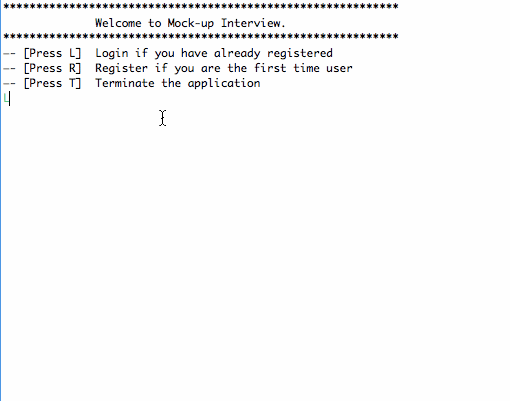 ************************************************************
Welcome to Mock-up Interview.
************************************************************
-- [Press L]  Login if you have already registered
-- [Press R]  Register if you are the first time user
-- [Press T]  Terminate the application
L